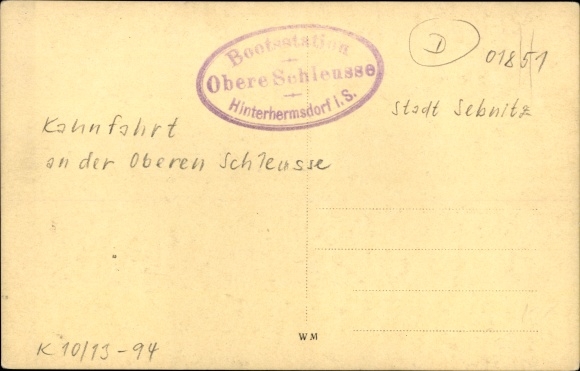 Bootsstation
Obere Schleusse
Hinterhermsdorf i. S.
D
01851
Stadt Sebnitz
Kahnfahrt
an der Oberen Schleusse
WM
K 10/13-94